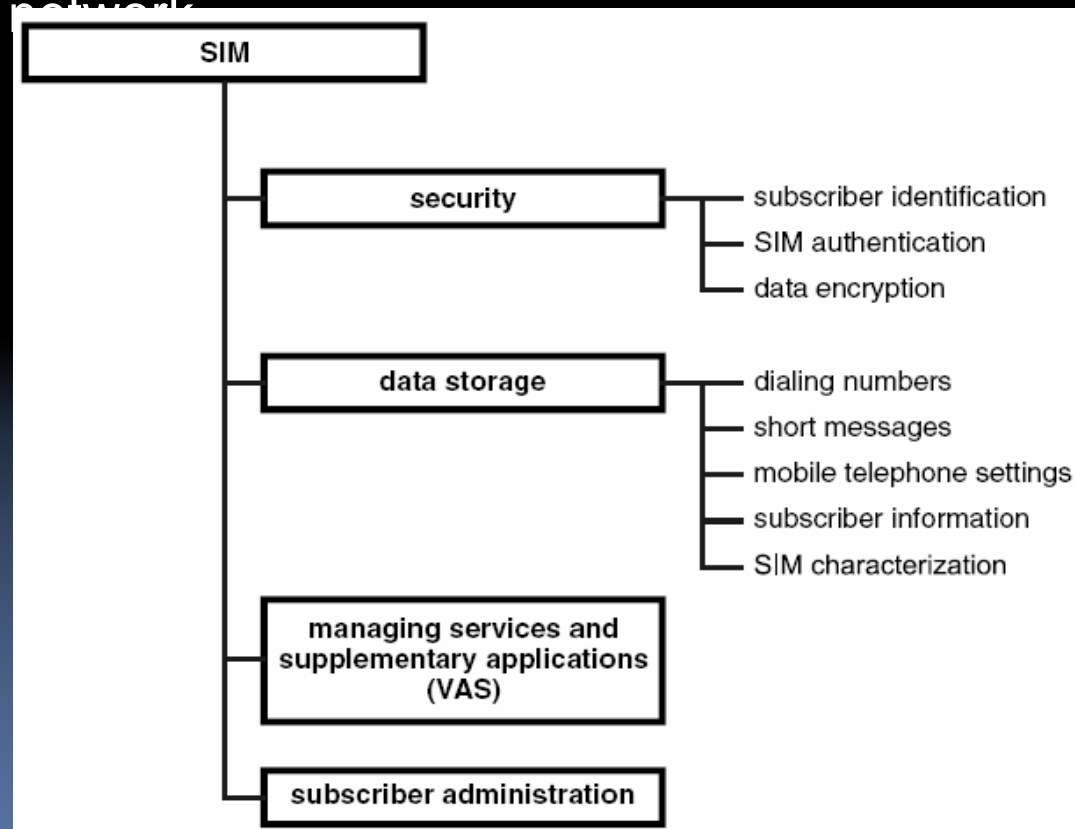 network
SIM
security
subscriber identification
SIM authentication
data encryption
data storage
dialing numbers
short messages
mobile telephone settings
subscriber information
SIM characterization
managing services and
supplementary applications
(VAS)
subscriber administration